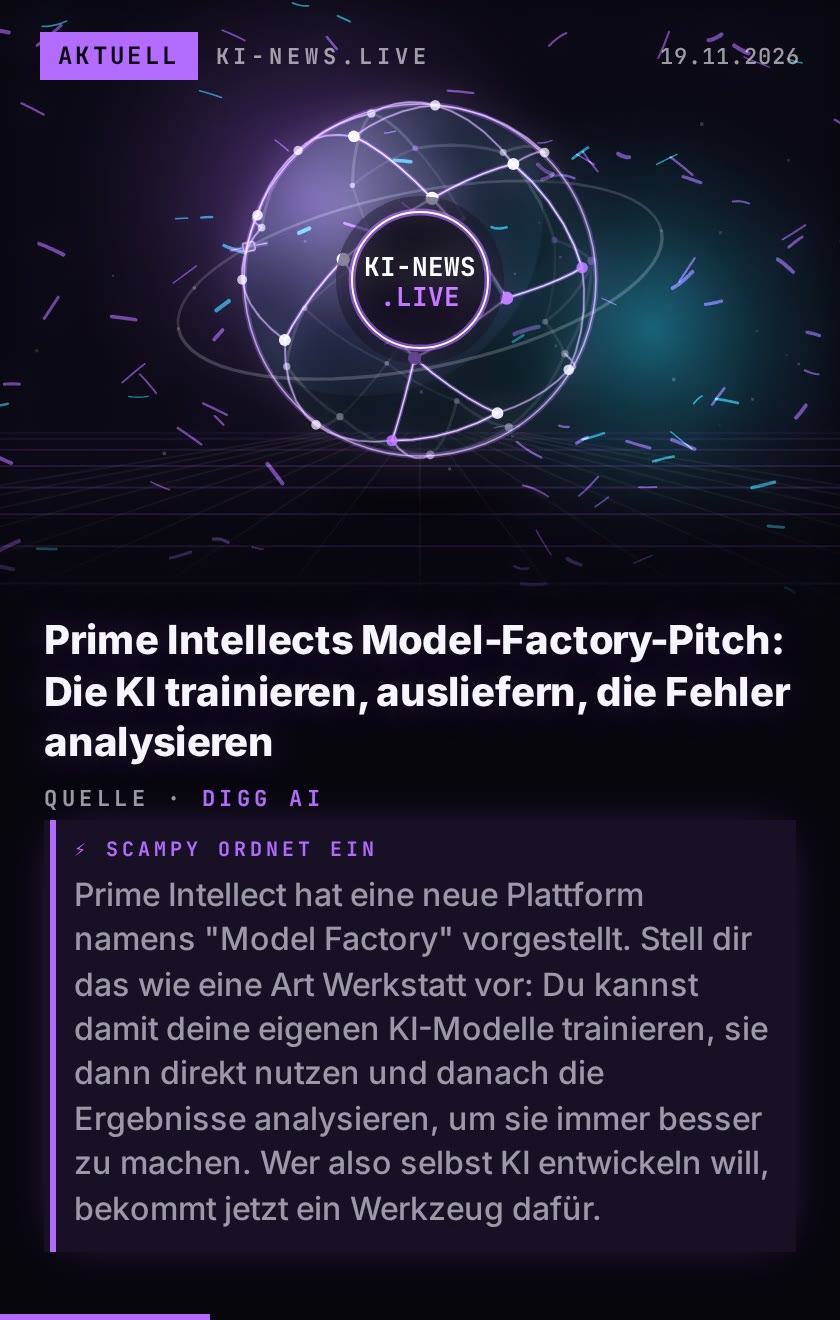 AKTUELL KI-NEWS.LIVE 19.11.2026
KI-NEWS
.LIVE
Prime Intellects Model-Factory-Pitch:
Die KI trainieren, ausliefern, die Fehler
analysieren
QUELLE · DIGG AI
⚡ SCAMPY ORDNET EIN
Prime Intellect hat eine neue Plattform
namens "Model Factory" vorgestellt. Stell dir
das wie eine Art Werkstatt vor: Du kannst
damit deine eigenen KI-Modelle trainieren, sie
dann direkt nutzen und danach die
Ergebnisse analysieren, um sie immer besser
zu machen. Wer also selbst KI entwickeln will,
bekommt jetzt ein Werkzeug dafür.